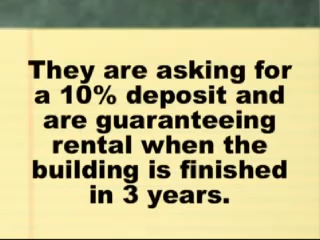 They are asking for
a 10% deposit and
are guaranteeing
rental when the
building is finished
in 3 years.